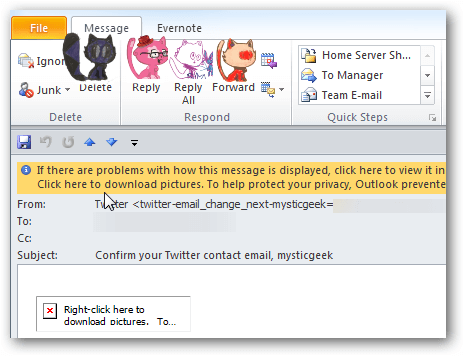 File Message Evernote
Ignor
Junk
Delete
Reply
Reply All
Forward
Home Server Sh...
To Manager
Team E-mail
Delete Respond Quick Steps
If there are problems with how this message is displayed, click here to view it in
Click here to download pictures. To help protect your privacy, Outlook prevente
From: Twitter <twitter-email_change_next-mysticgeek=
To:
Cc:
Subject: Confirm your Twitter contact email, mysticgeek
Right-click here to
download pictures. To...